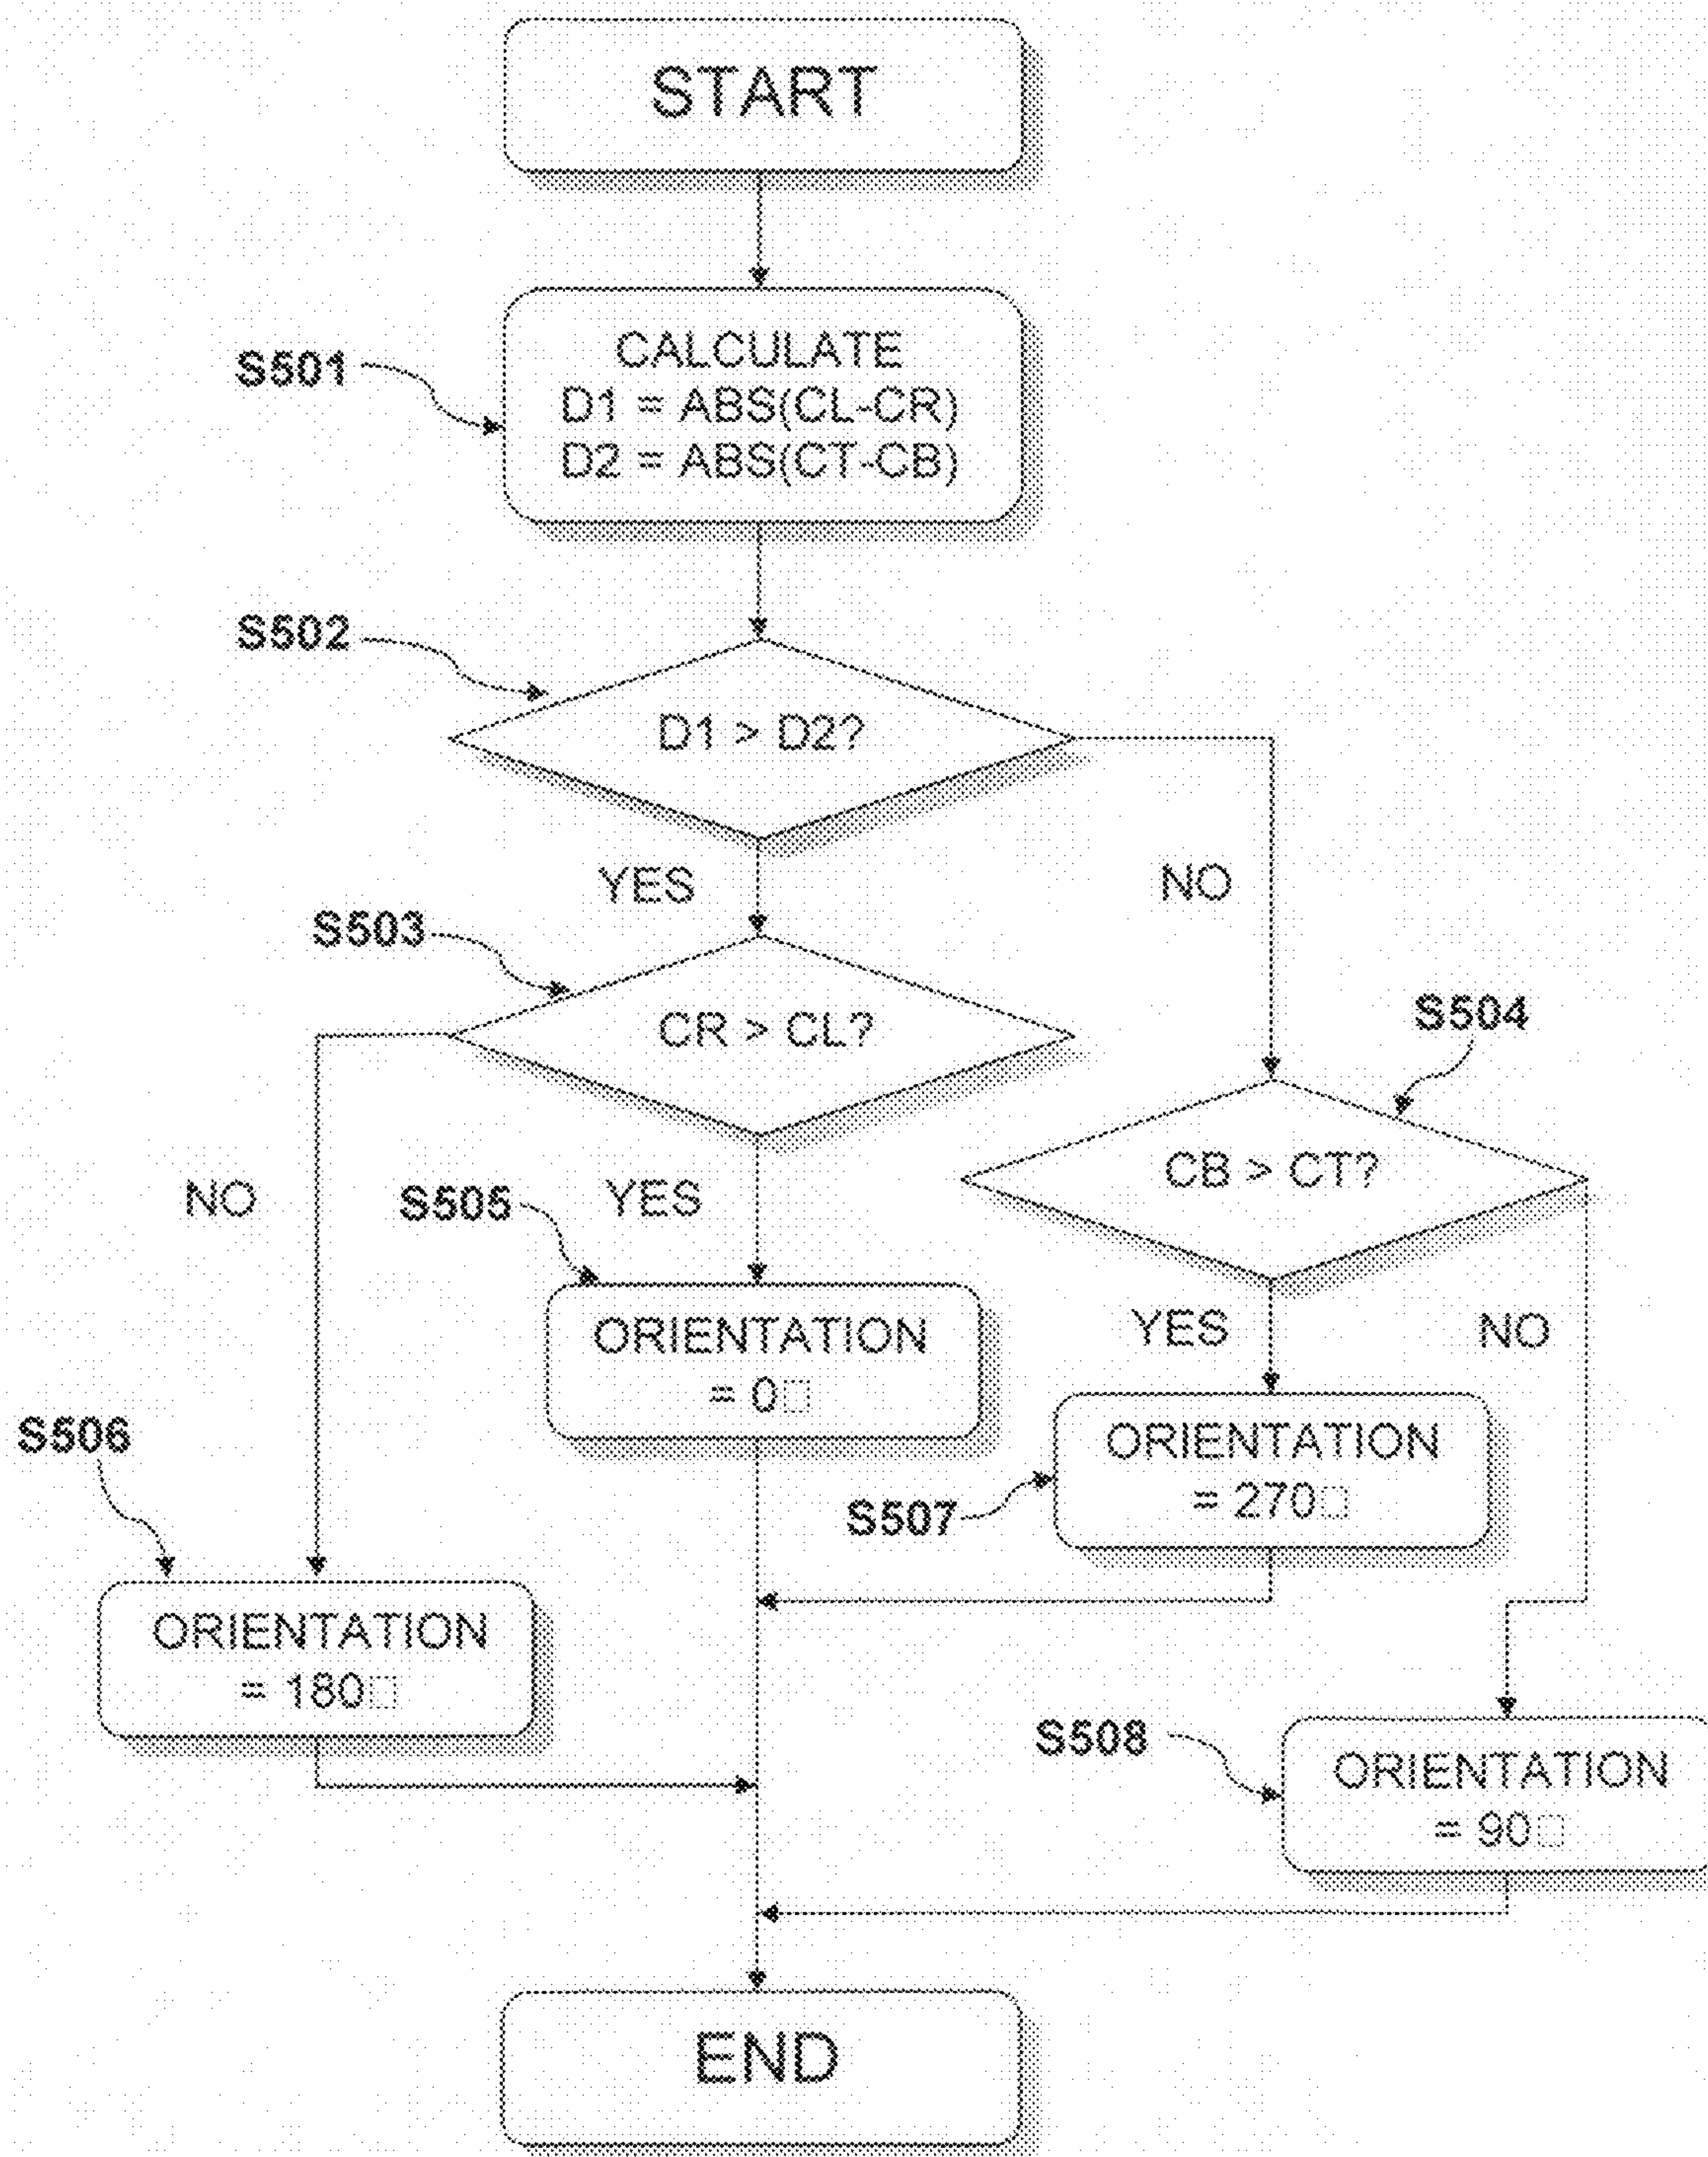 START
S501
CALCULATE
D1 = ABS(CL-CR)
D2 = ABS(CT-CB)
S502
D1 > D2?
YES
NO
S503
CR > CL?
S504
CB > CT?
NO
S505
YES
ORIENTATION
= 0□
YES
NO
S506
ORIENTATION
= 270□
S507
ORIENTATION
= 180□
S508
ORIENTATION
= 90□
END